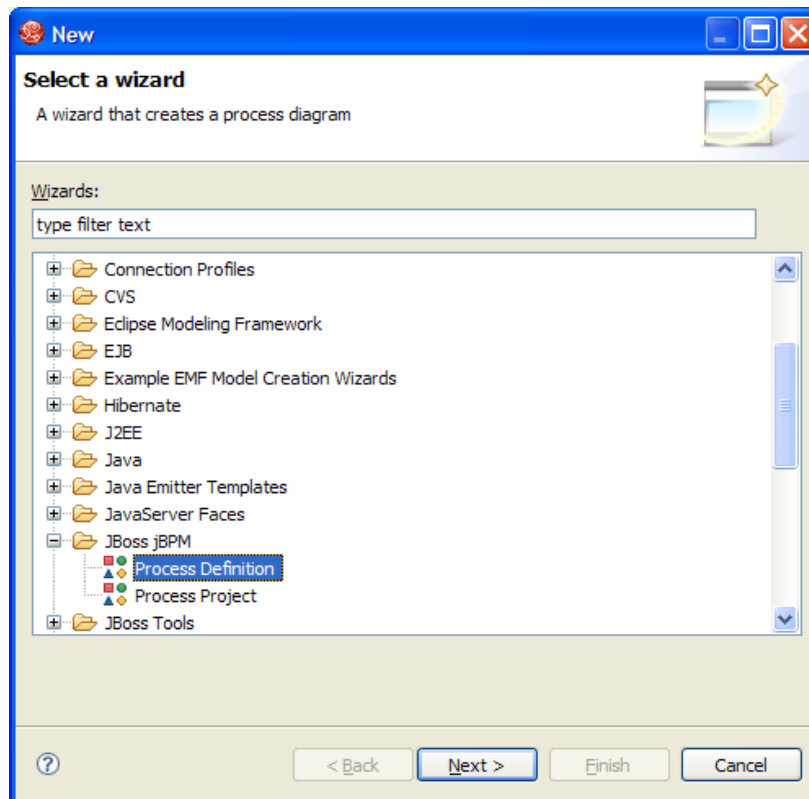 New
Select a wizard
A wizard that creates a process diagram
Wizards:
type filter text
Connection Profiles
CVS
Eclipse Modeling Framework
EJB
Example EMF Model Creation Wizards
Hibernate
J2EE
Java
Java Emitter Templates
JavaServer Faces
JBoss jBPM
Process Definition
Process Project
JBoss Tools
? < Back Next > Finish Cancel